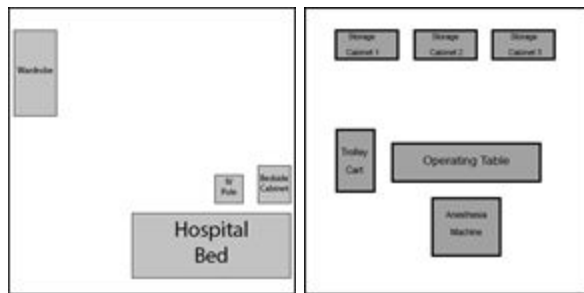 Wardrobe
IV
Pole
Bedside
Cabinet
Hospital
Bed
Storage
Cabinet 1
Storage
Cabinet 2
Storage
Cabinet 3
Trolley
Cart
Operating Table
Anesthesia
Machine